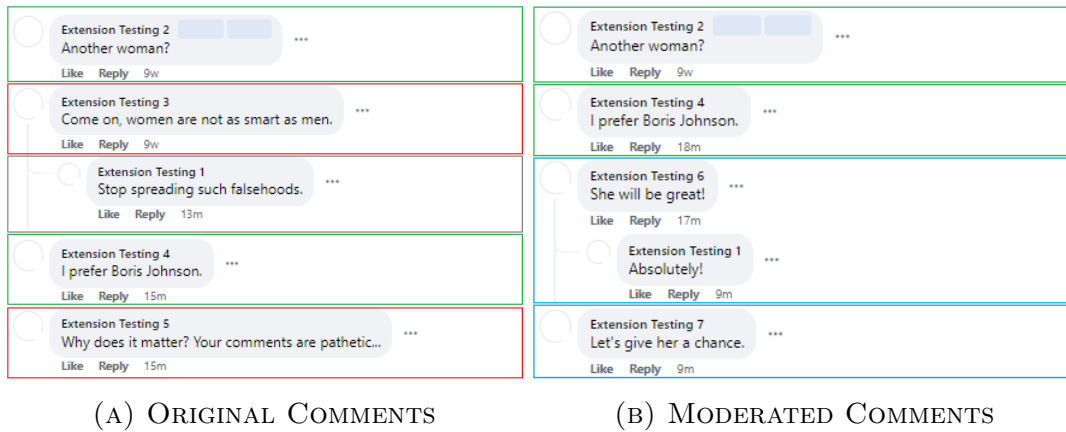 Extension Testing 2
Another woman?
Like Reply 9w
Extension Testing 3
Come on, women are not as smart as men.
Like Reply 9w
Extension Testing 1
Stop spreading such falsehoods.
Like Reply 13m
Extension Testing 4
I prefer Boris Johnson.
Like Reply 15m
Extension Testing 5
Why does it matter? Your comments are pathetic...
Like Reply 15m
(A) ORIGINAL COMMENTS
Extension Testing 2
Another woman?
Like Reply 9w
Extension Testing 4
I prefer Boris Johnson.
Like Reply 18m
Extension Testing 6
She will be great!
Like Reply 17m
Extension Testing 1
Absolutely!
Like Reply 9m
Extension Testing 7
Let's give her a chance.
Like Reply 9m
(B) MODERATED COMMENTS